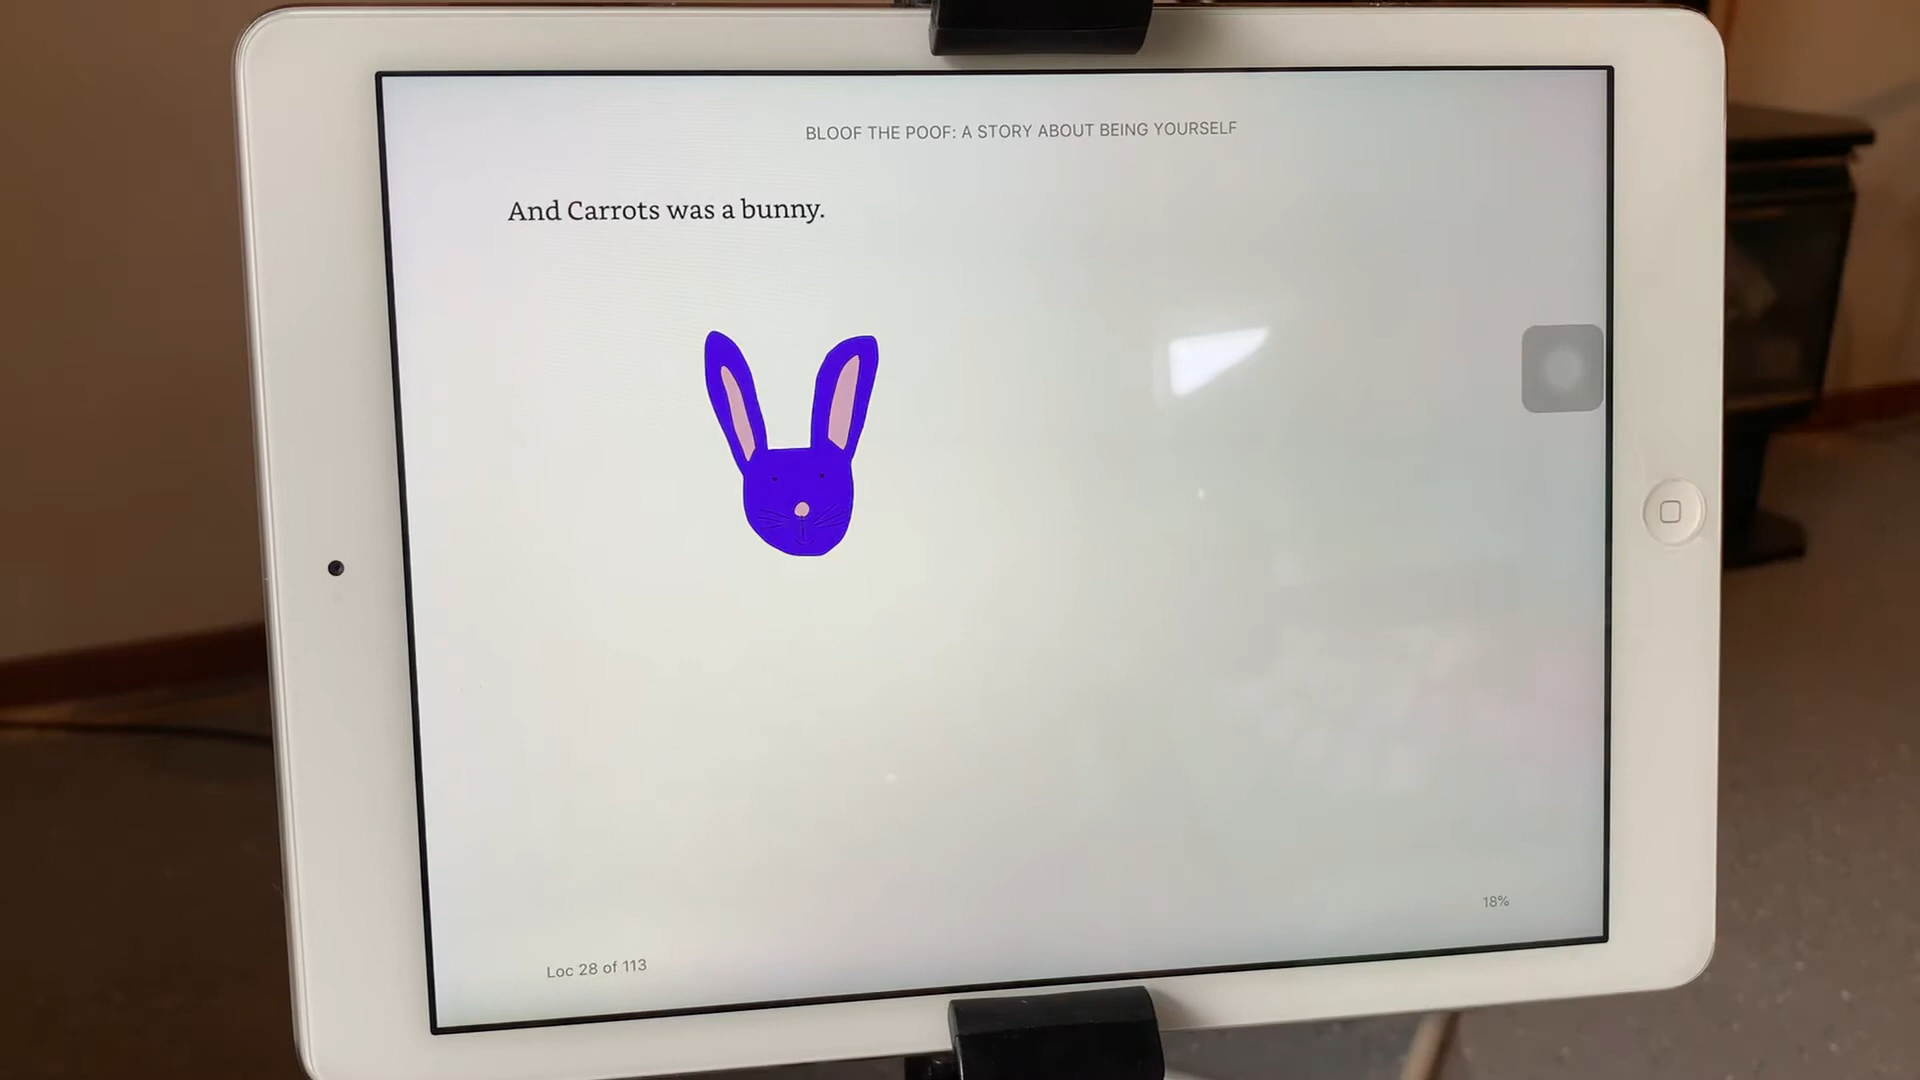 BLOOF THE POOF: A STORY ABOUT BEING YOURSELF
And Carrots was a bunny.
18%
Loc 28 of 113